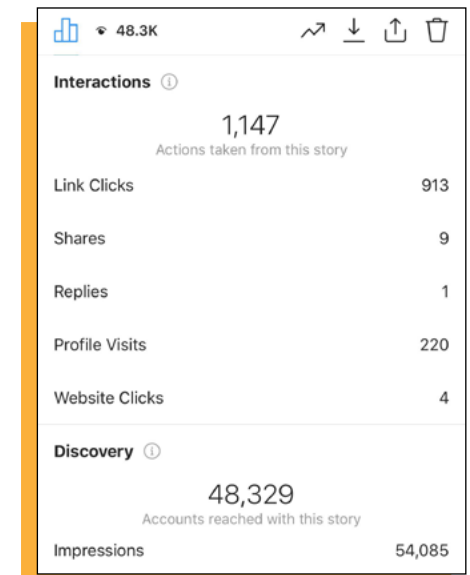 48.3K
Interactions
1,147
Actions taken from this story
Link Clicks 913
Shares 9
Replies 1
Profile Visits 220
Website Clicks 4
Discovery
48,329
Accounts reached with this story
Impressions 54,085